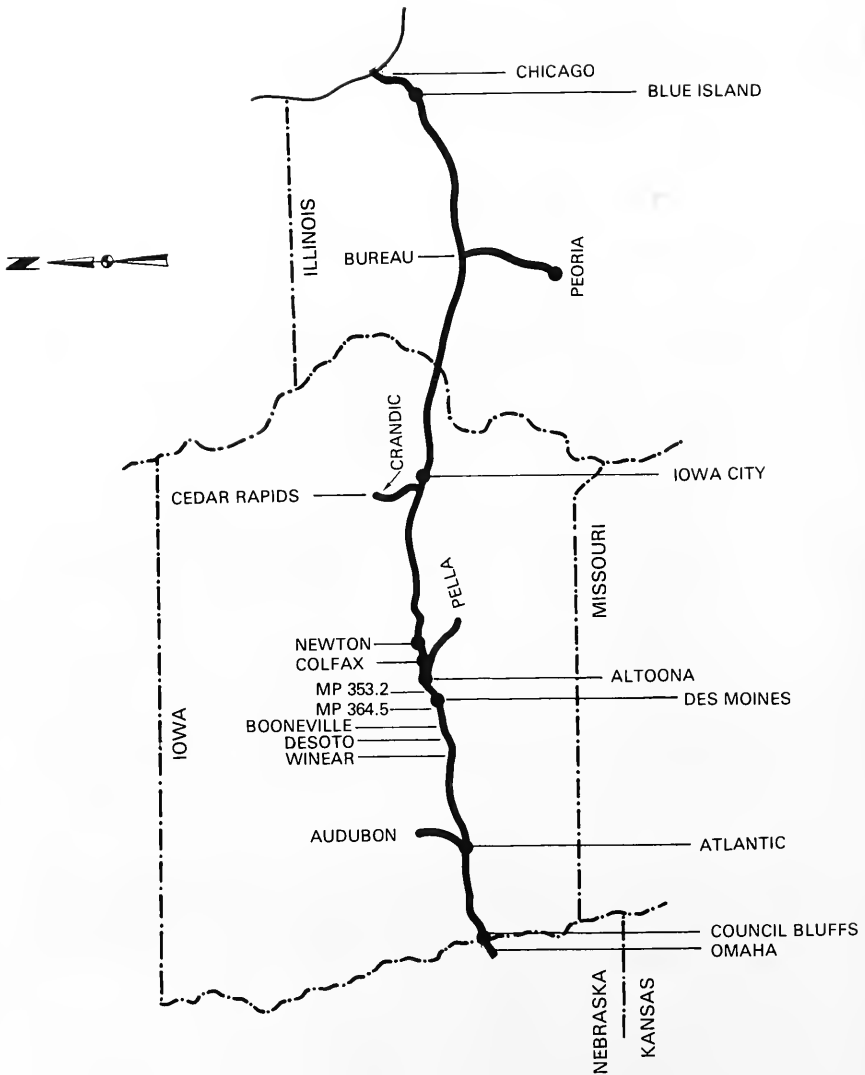 CHICAGO
BLUE ISLAND
ILLINOIS
N
BUREAU
PEORIA
CRANDIC
CEDAR RAPIDS
IOWA CITY
MISSOURI
PELLA
NEWTON
COLFAX
ALTOONA
MP 353.2
DES MOINES
MP 364.5
BOONEVILLE
IOWA
DESOTO
WINEAR
AUDUBON
ATLANTIC
COUNCIL BLUFFS
OMAHA
NEBRASKA
KANSAS